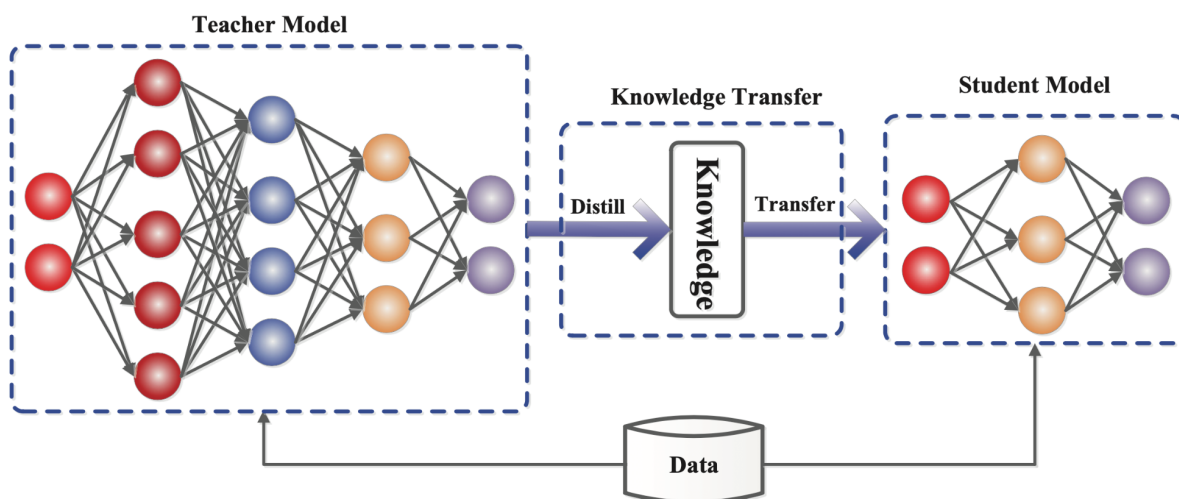 Teacher Model
Knowledge Transfer
Student Model
Distill
Knowledge
Transfer
Data